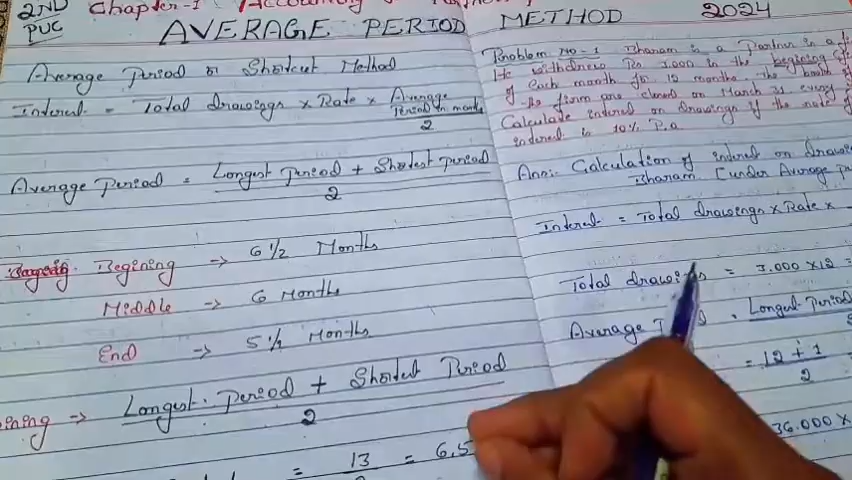 2ND
PUC
Chapter-1
AVERAGE PERIOD METHOD 2024
Average Period or Shortcut Method
Interest = Total drawings × Rate × Average Period in months
2
Average Period = Longest Period + Shortest Period
2
Begining → 6 1/2 Months
Middle → 6 Months
End → 5 1/2 Months
ining → Longest Period + Shortest Period
2
= 13 = 6.5
Problem No-1 Bharam is a Partner in a
He withdrew Rs 3.000 in the begining of
of each month for 12 months. The books of
the firm are closed on March 31 every
Calculate interest on drawings if the rate of
interest is 10% P.a
Ans:- Calculation of interest on drawin
Bharam [under Average P
Interest = Total drawings × Rate ×
Total drawings = 3.000 × 12 =
Average = Longest Period
= 12 + 1
2
36.000 ×